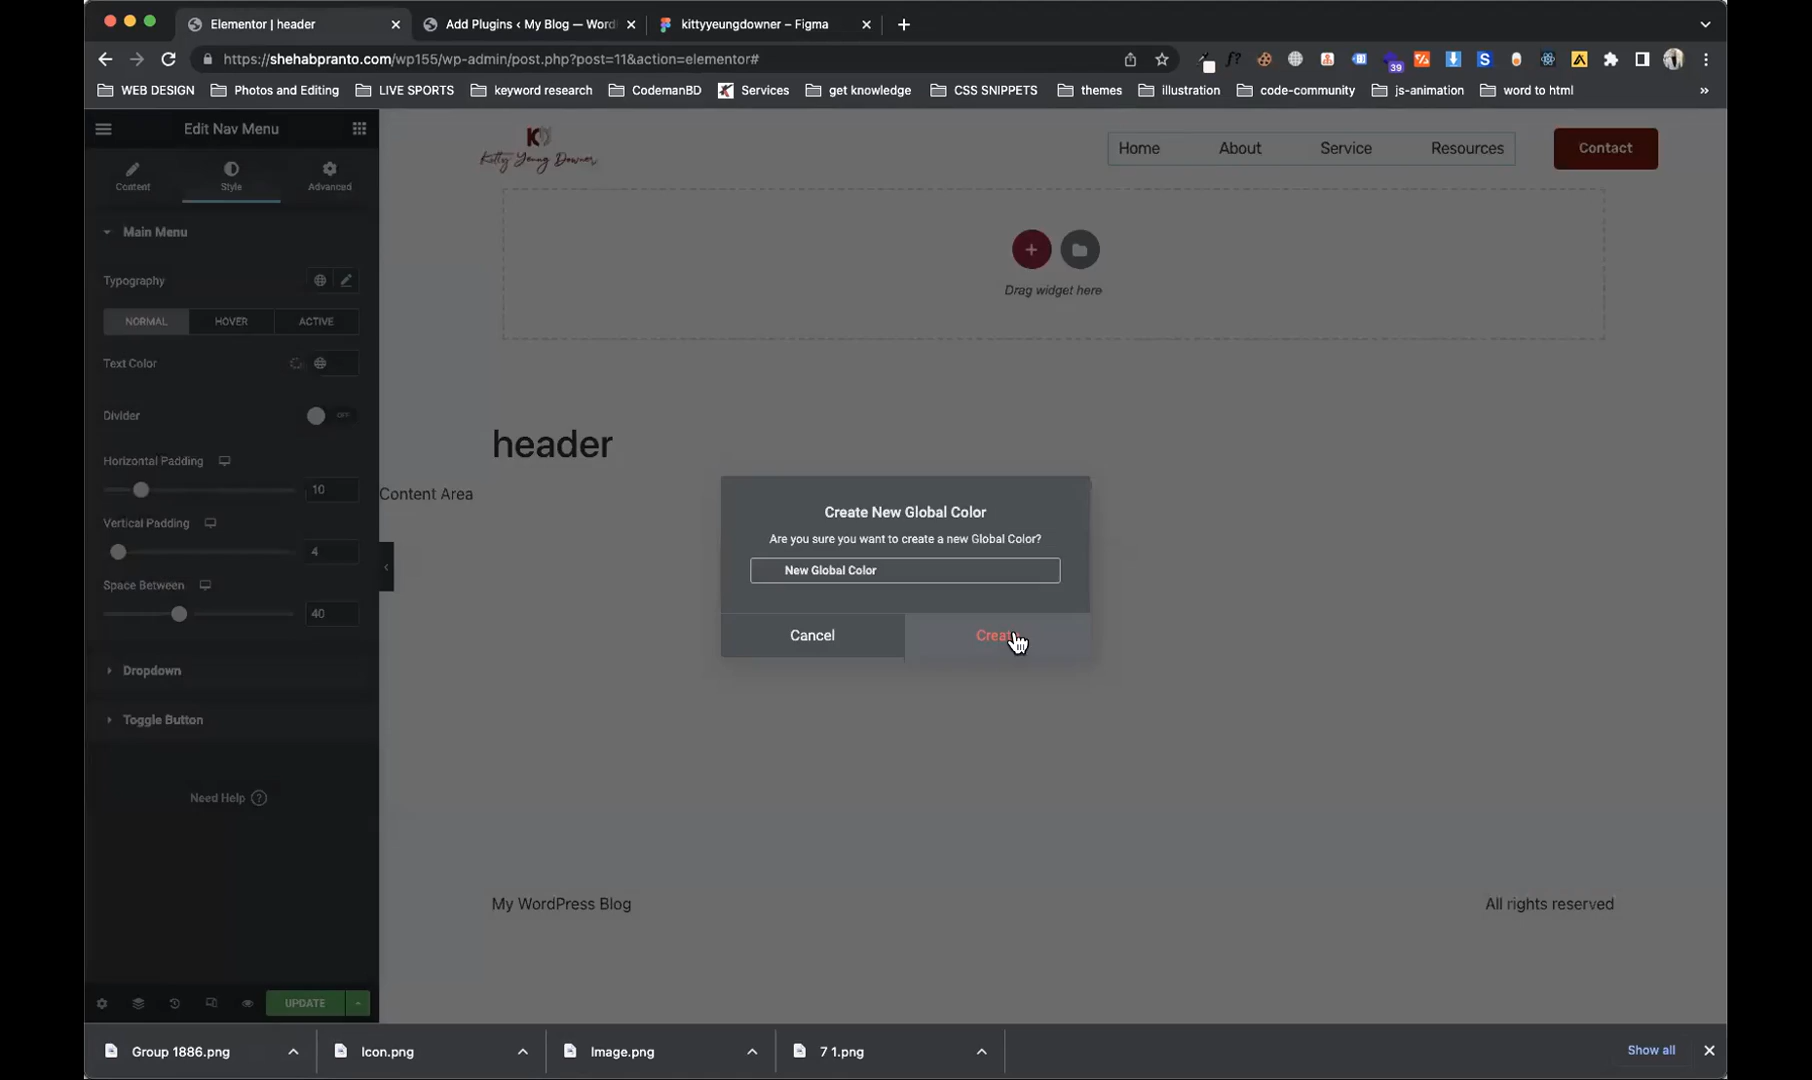 Elementor | header
Add Plugins ‹ My Blog — Word
kittyyeungdowner – Figma
https://shehabpranto.com/wp155/wp-admin/post.php?post=11&action=elementor#
39
WEB DESIGN
Photos and Editing
LIVE SPORTS
keyword research
CodemanBD
Services
get knowledge
CSS SNIPPETS
themes
illustration
code-community
js-animation
word to html
»
Edit Nav Menu
Content
Style
Advanced
Kitty Yeung Downer
Home
About
Service
Resources
Contact
Main Menu
Typography
NORMAL
HOVER
ACTIVE
Text Color
Divider
OFF
Horizontal Padding
10
Vertical Padding
4
Space Between
40
Dropdown
Toggle Button
Need Help ?
UPDATE
Drag widget here
header
Content Area
Create New Global Color
Are you sure you want to create a new Global Color?
New Global Color
Cancel
My WordPress Blog
All rights reserved
Group 1886.png
Icon.png
Image.png
7 1.png
Show all